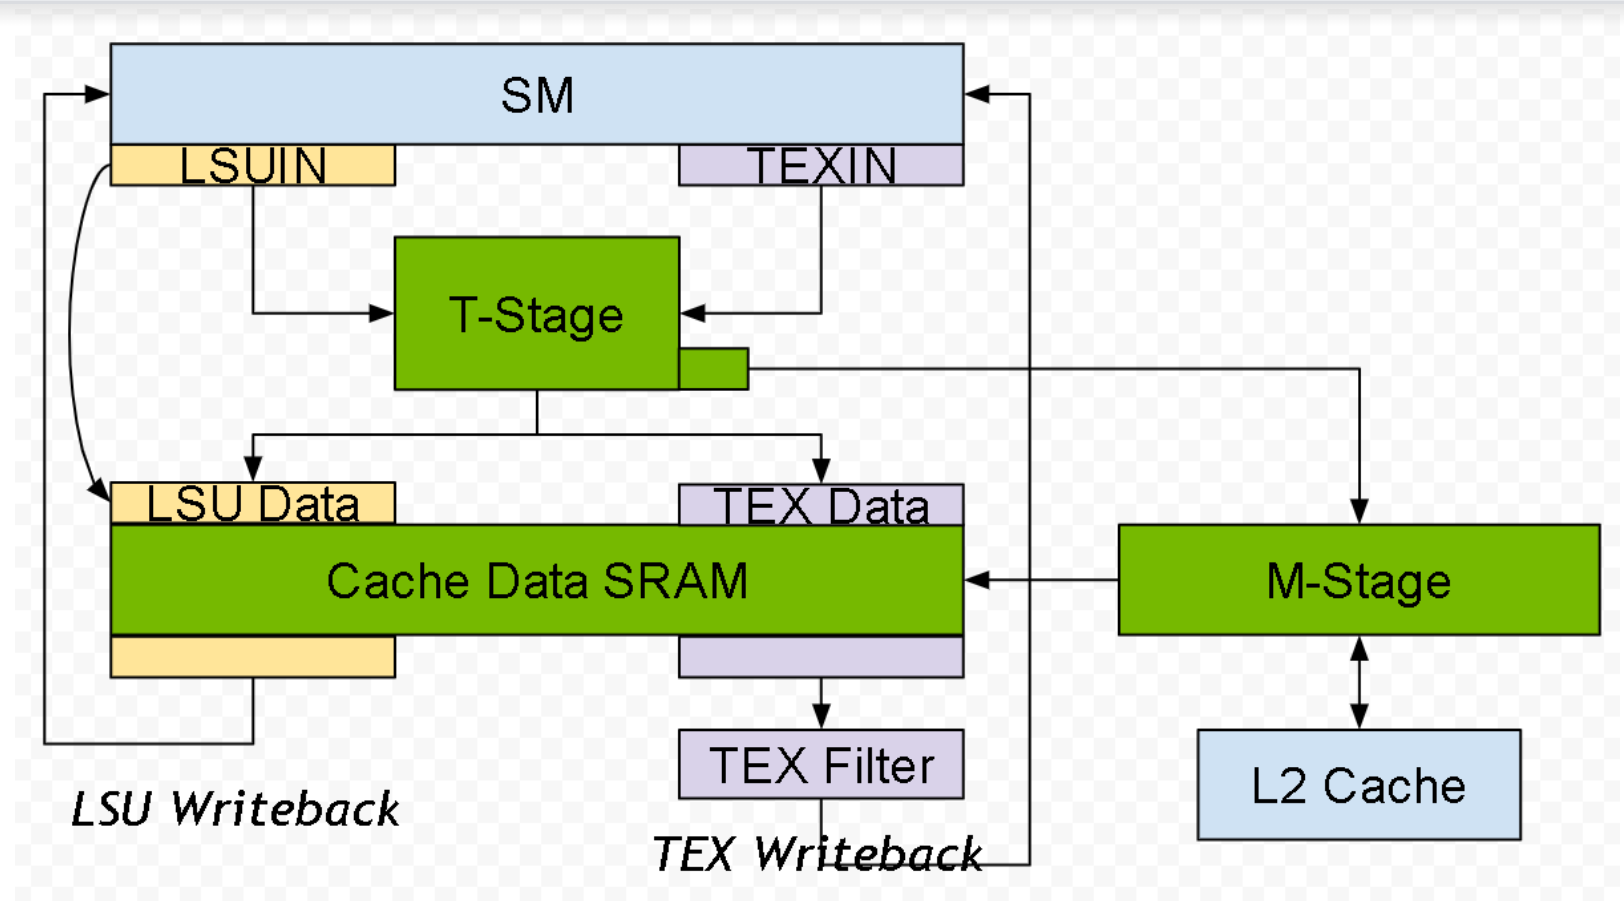 SM
LSUIN
TEXIN
T-Stage
LSU Data
TEX Data
Cache Data SRAM
M-Stage
TEX Filter
L2 Cache
LSU Writeback
TEX Writeback